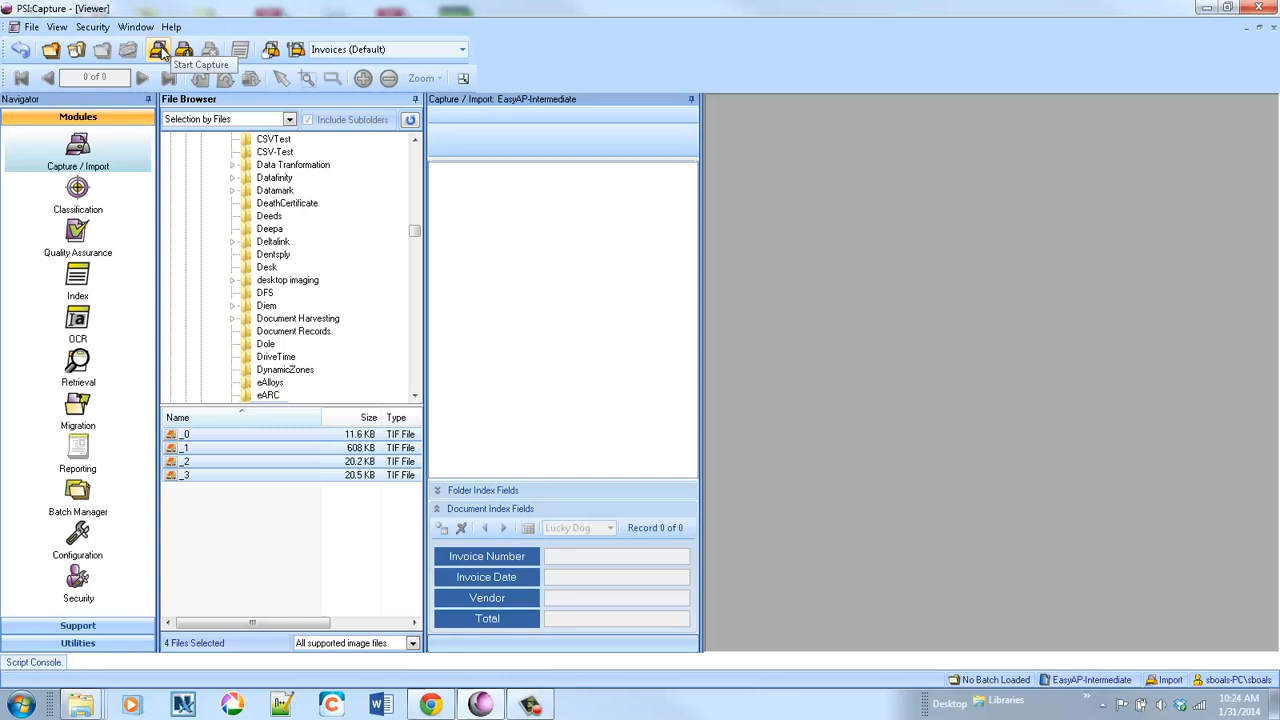 PSI:Capture - [Viewer]
File View Security Window Help
Invoices (Default)
Start Capture
0 of 0
Zoom
Navigator
Modules
Capture / Import
Classification
Quality Assurance
Index
OCR
Retrieval
Migration
Reporting
Batch Manager
Configuration
Security
Support
Utilities
Script Console
File Browser
Selection by Files
Include Subfolders
CSVTest
CSV-Test
Data Tranformation
Datafinity
Datamark
DeathCertificate
Deeds
Deepa
Deltalink
Dentsply
Desk
desktop imaging
DFS
Diem
Document Harvesting
Document Records
Dole
DriveTime
DynamicZones
eAlloys
eARC
Name Size Type
_0 11.6 KB TIF File
_1 608 KB TIF File
_2 20.2 KB TIF File
_3 20.5 KB TIF File
4 Files Selected
All supported image files
Capture / Import: EasyAP-Intermediate
Folder Index Fields
Document Index Fields
Lucky Dog
Record 0 of 0
Invoice Number
Invoice Date
Vendor
Total
No Batch Loaded
EasyAP-Intermediate
Import
sboals-PC\sboals
Desktop
Libraries
10:24 AM
1/31/2014